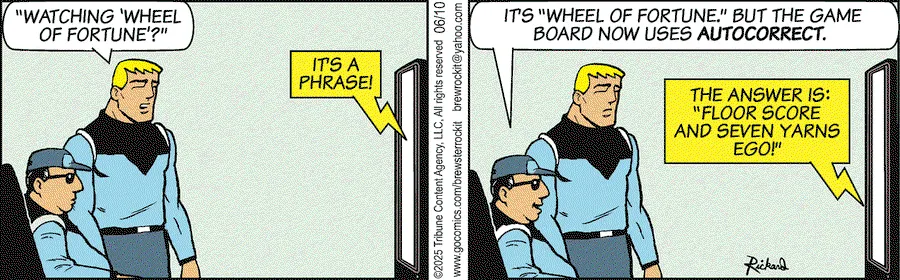 "WATCHING 'WHEEL
OF FORTUNE'?"
IT'S A
PHRASE!
©2025 Tribune Content Agency, LLC, All rights reserved 06/10
www.gocomics.com/brewsterrockit brewrockit@yahoo.com
IT'S "WHEEL OF FORTUNE." BUT THE GAME
BOARD NOW USES AUTOCORRECT.
THE ANSWER IS:
"FLOOR SCORE
AND SEVEN YARNS
EGO!"
Rickard